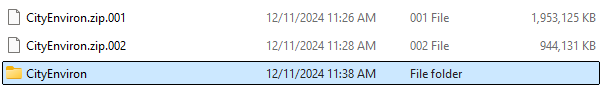 CityEnviron.zip.001 12/11/2024 11:26 AM 001 File 1,953,125 KB
CityEnviron.zip.002 12/11/2024 11:28 AM 002 File 944,131 KB
CityEnviron 12/11/2024 11:38 AM File folder